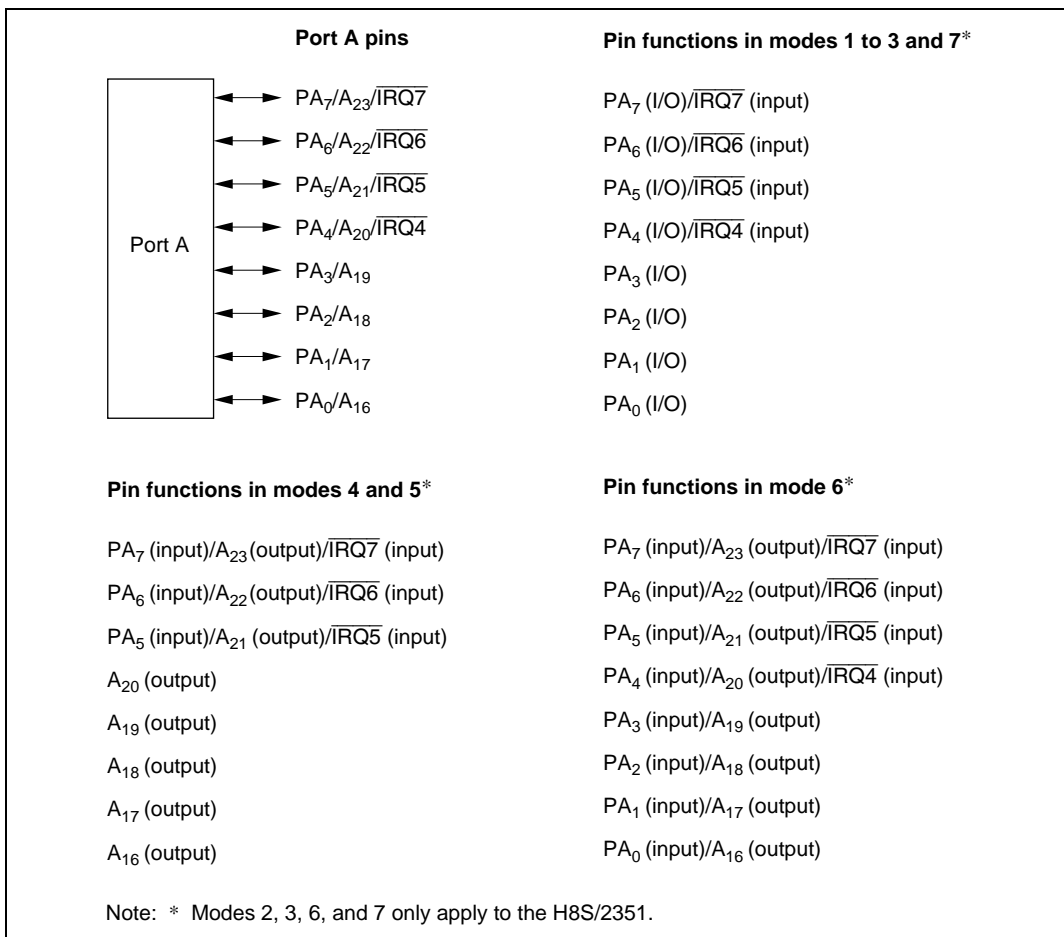 Port A pins
Port A
PA7/A23/IRQ7
PA6/A22/IRQ6
PA5/A21/IRQ5
PA4/A20/IRQ4
PA3/A19
PA2/A18
PA1/A17
PA0/A16
Pin functions in modes 1 to 3 and 7*
PA7 (I/O)/IRQ7 (input)
PA6 (I/O)/IRQ6 (input)
PA5 (I/O)/IRQ5 (input)
PA4 (I/O)/IRQ4 (input)
PA3 (I/O)
PA2 (I/O)
PA1 (I/O)
PA0 (I/O)
Pin functions in modes 4 and 5*
PA7 (input)/A23 (output)/IRQ7 (input)
PA6 (input)/A22 (output)/IRQ6 (input)
PA5 (input)/A21 (output)/IRQ5 (input)
A20 (output)
A19 (output)
A18 (output)
A17 (output)
A16 (output)
Pin functions in mode 6*
PA7 (input)/A23 (output)/IRQ7 (input)
PA6 (input)/A22 (output)/IRQ6 (input)
PA5 (input)/A21 (output)/IRQ5 (input)
PA4 (input)/A20 (output)/IRQ4 (input)
PA3 (input)/A19 (output)
PA2 (input)/A18 (output)
PA1 (input)/A17 (output)
PA0 (input)/A16 (output)
Note: * Modes 2, 3, 6, and 7 only apply to the H8S/2351.